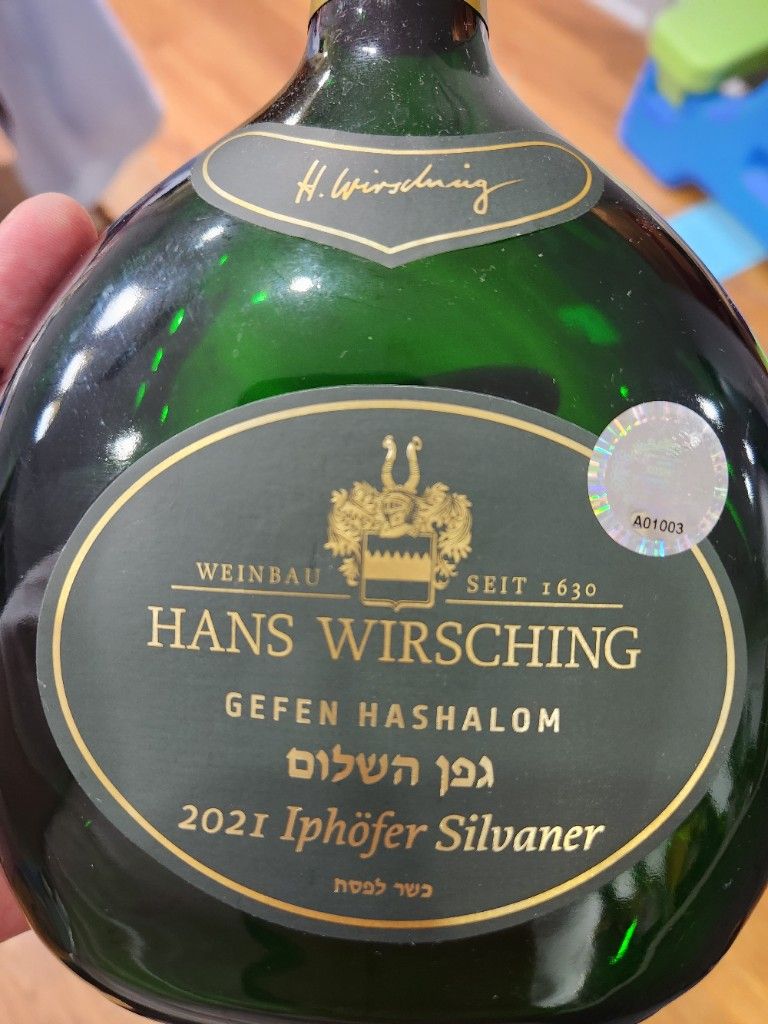 H. Wirsching
A01003
WEINBAU SEIT 1630
HANS WIRSCHING
GEFEN HASHALOM
גפן השלום
2021 Iphöfer Silvaner
כשר לפסח